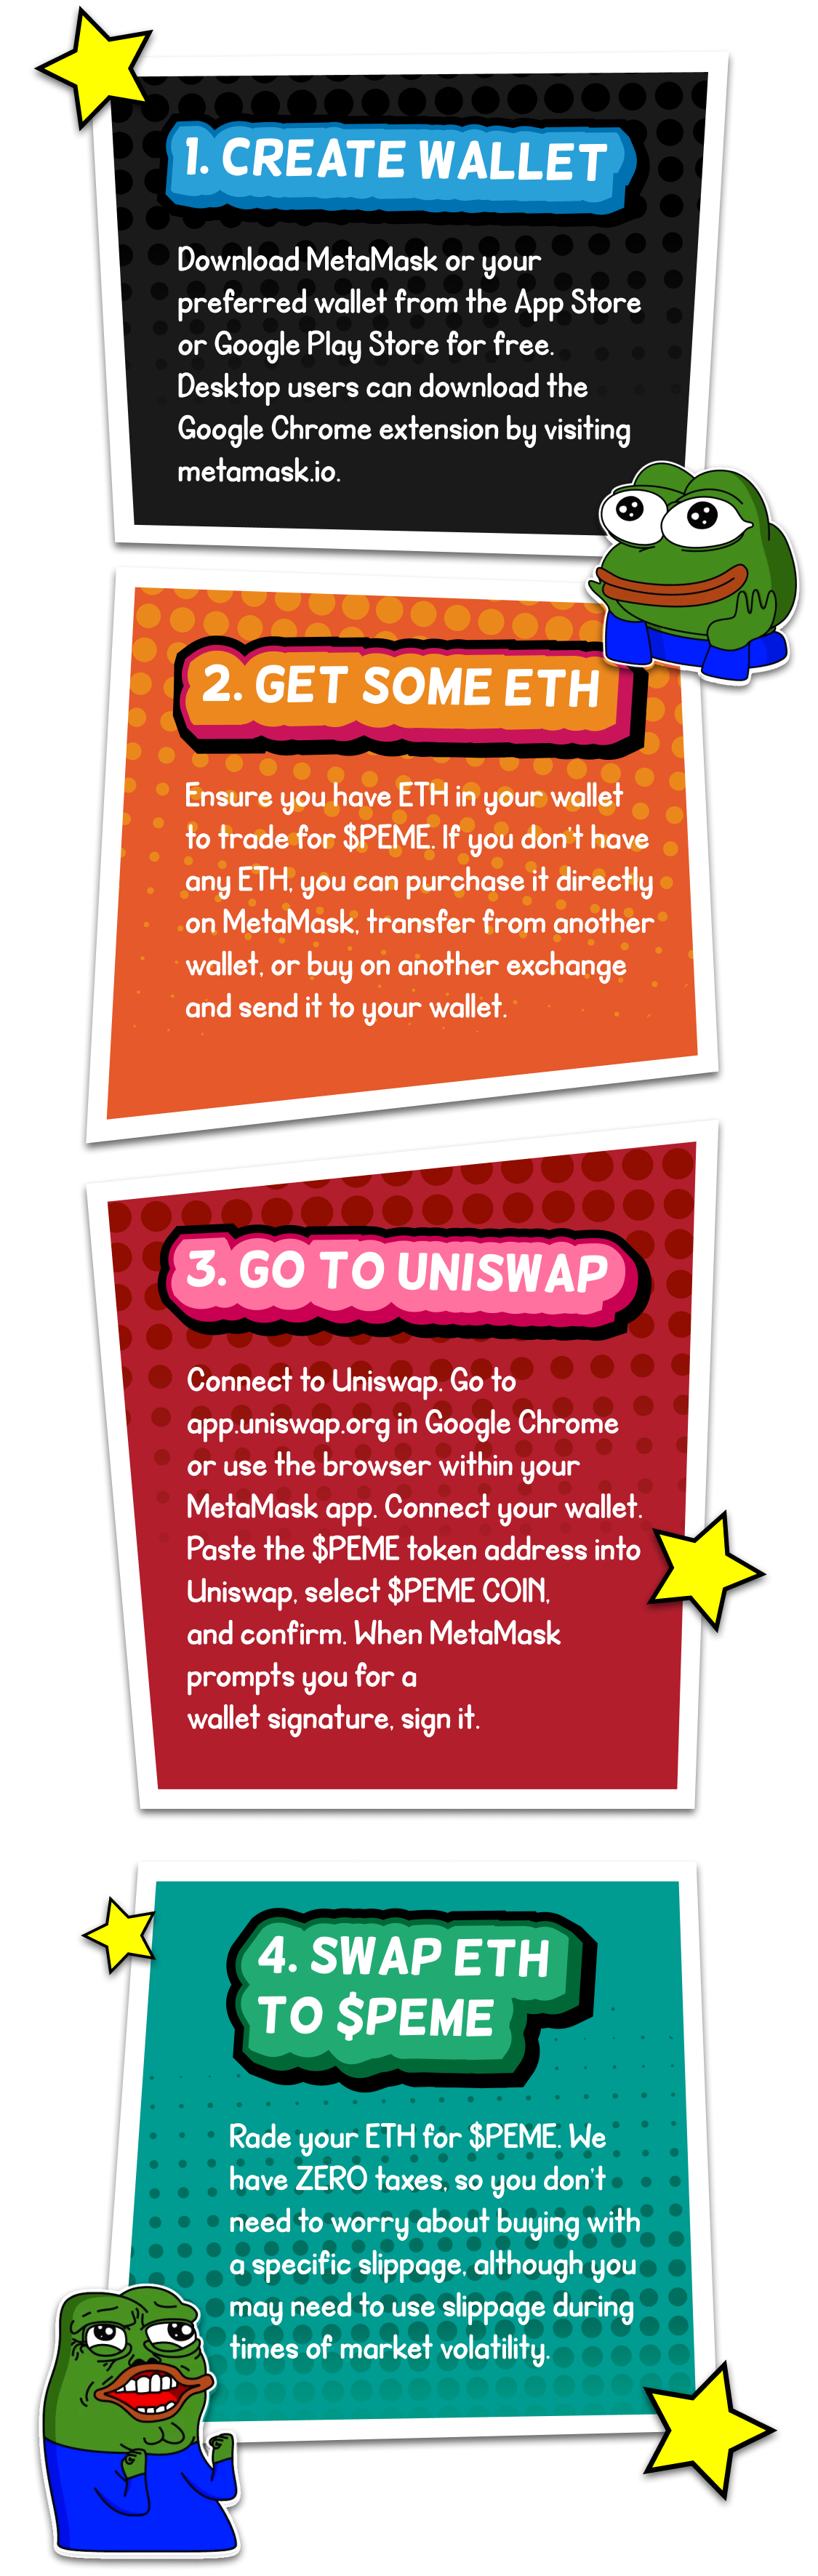 1. CREATE WALLET
Download MetaMask or your
preferred wallet from the App Store
or Google Play Store for free.
Desktop users can download the
Google Chrome extension by visiting
metamask.io.
2. GET SOME ETH
Ensure you have ETH in your wallet
to trade for $PEME. If you don't have
any ETH, you can purchase it directly
on MetaMask, transfer from another
wallet, or buy on another exchange
and send it to your wallet.
3. GO TO UNISWAP
Connect to Uniswap. Go to
app.uniswap.org in Google Chrome
or use the browser within your
MetaMask app. Connect your wallet.
Paste the $PEME token address into
Uniswap, select $PEME COIN,
and confirm. When MetaMask
prompts you for a
wallet signature, sign it.
4. SWAP ETH
TO $PEME
Rade your ETH for $PEME. We
have ZERO taxes, so you don't
need to worry about buying with
a specific slippage, although you
may need to use slippage during
times of market volatility.